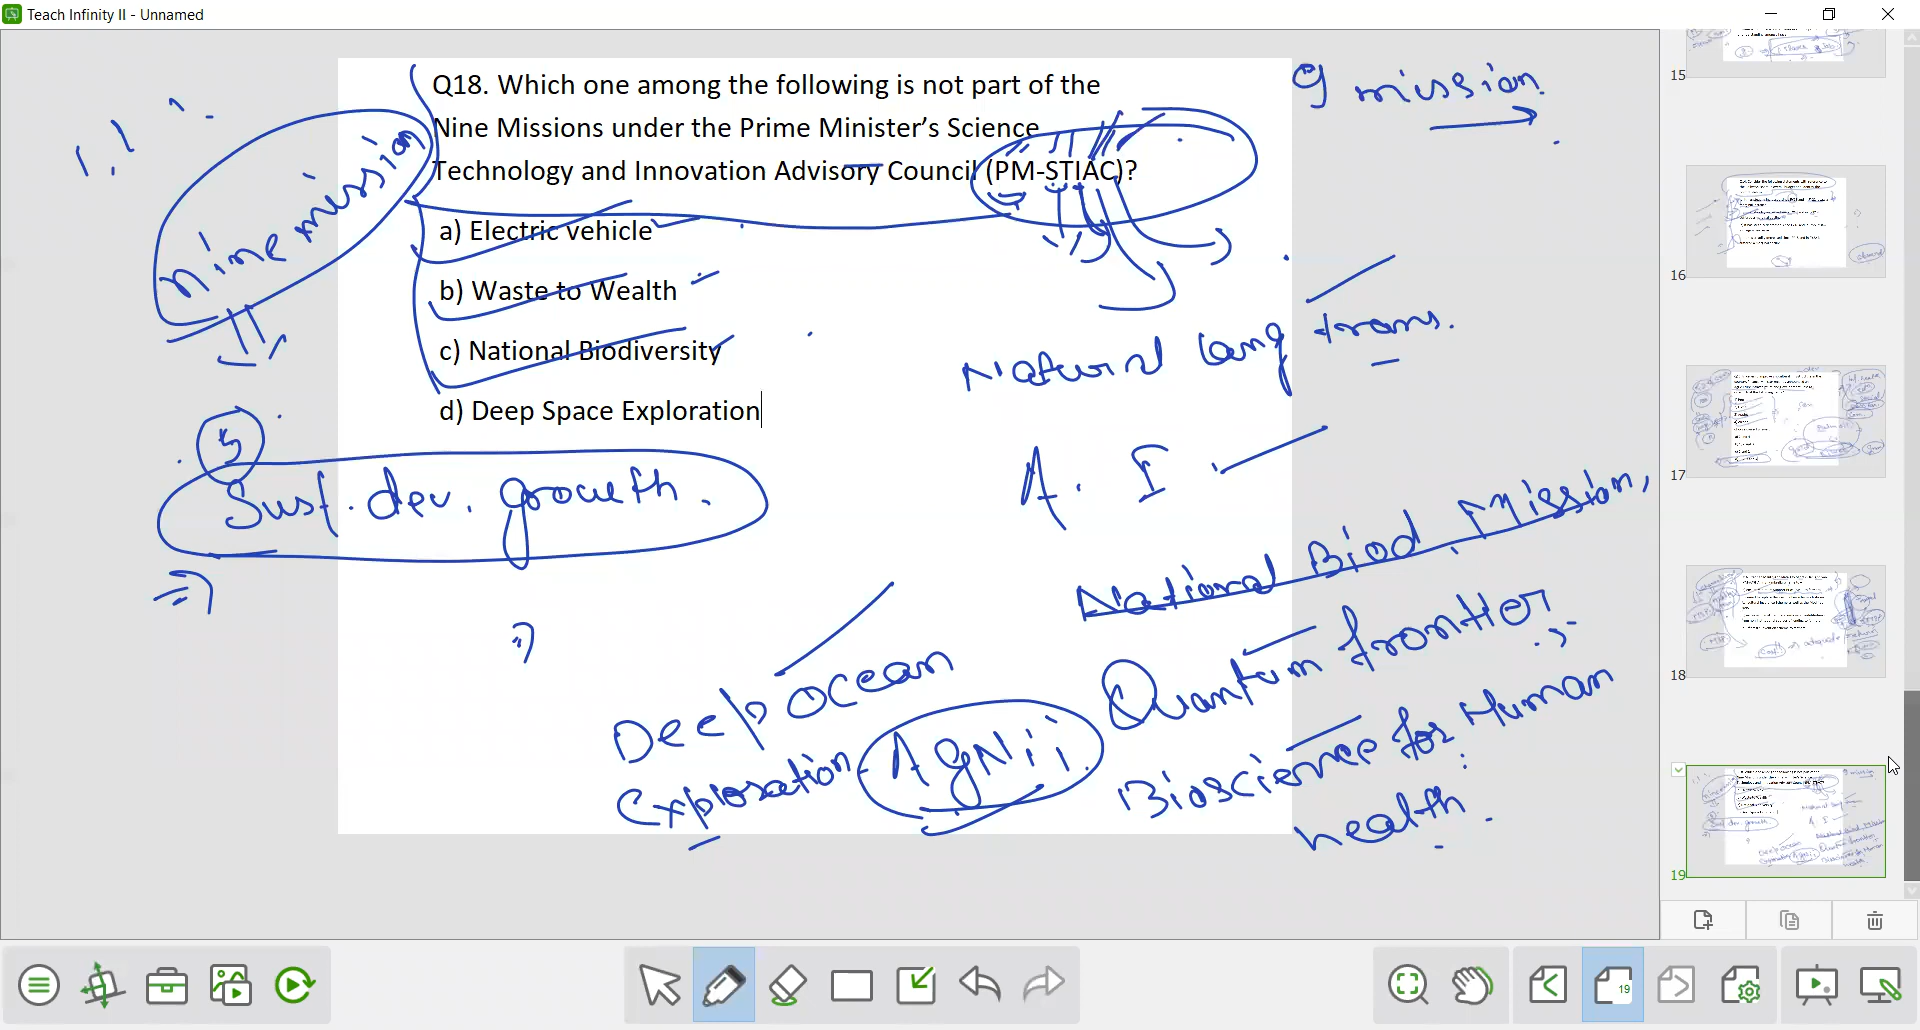 Teach Infinity II - Unnamed
Q18. Which one among the following is not part of the
Nine Missions under the Prime Minister's Science
Technology and Innovation Advisory Council (PM-STIAC)?
a) Electric vehicle
b) Waste to Wealth
c) National Biodiversity
d) Deep Space Exploration
9 mission
nine mission
Natural Lang trans.
A. I
Sust. dev. growth.
National Biod. Mission,
Quantum frontier
Deep Ocean
Exploration.
AGNii.
Bioscience for Human
health.
15
16
17
18
19
19